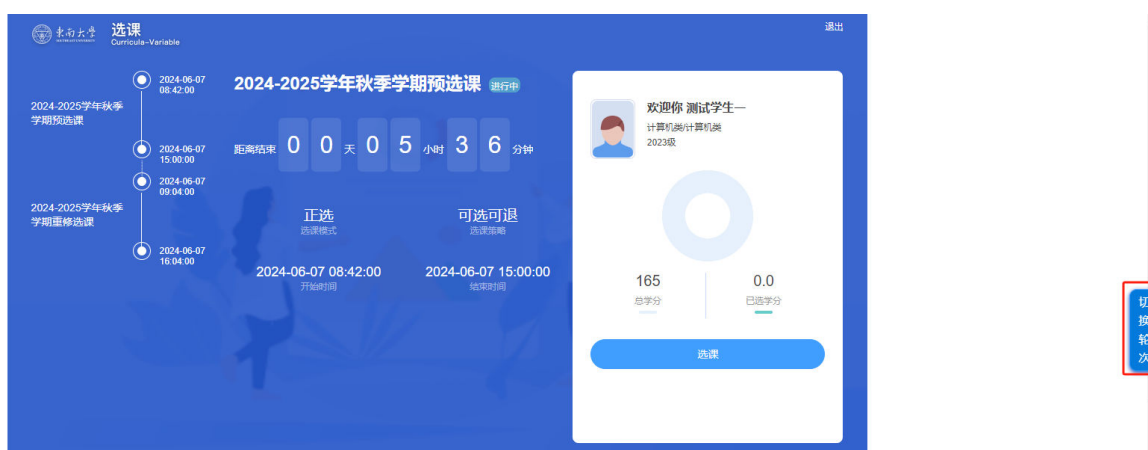 东南大学
选课
Curricula-Variable
退出
2024-06-07
08:42:00
2024-2025学年秋季
学期预选课
2024-06-07
15:00:00
2024-06-07
09:04:00
2024-2025学年秋季
学期重修选课
2024-06-07
16:04:00
2024-2025学年秋季学期预选课 进行中
距离结束 0 0 天 0 5 小时 3 6 分钟
正选
选课模式
可选可退
选课策略
2024-06-07 08:42:00
开始时间
2024-06-07 15:00:00
结束时间
欢迎你 测试学生一
计算机类/计算机类
2023级
165
总学分
0.0
已选学分
选课
切
换
轮
次